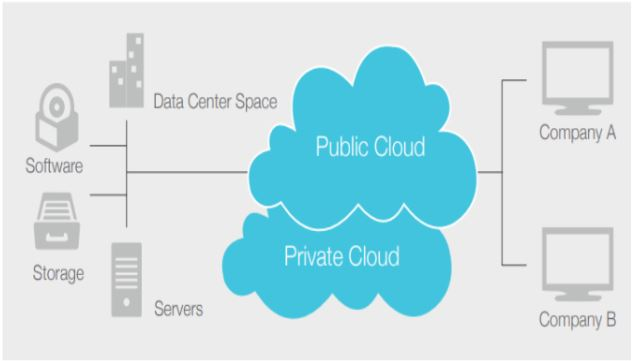 Data Center Space
Software
Storage
Servers
Public Cloud
Private Cloud
Company A
Company B